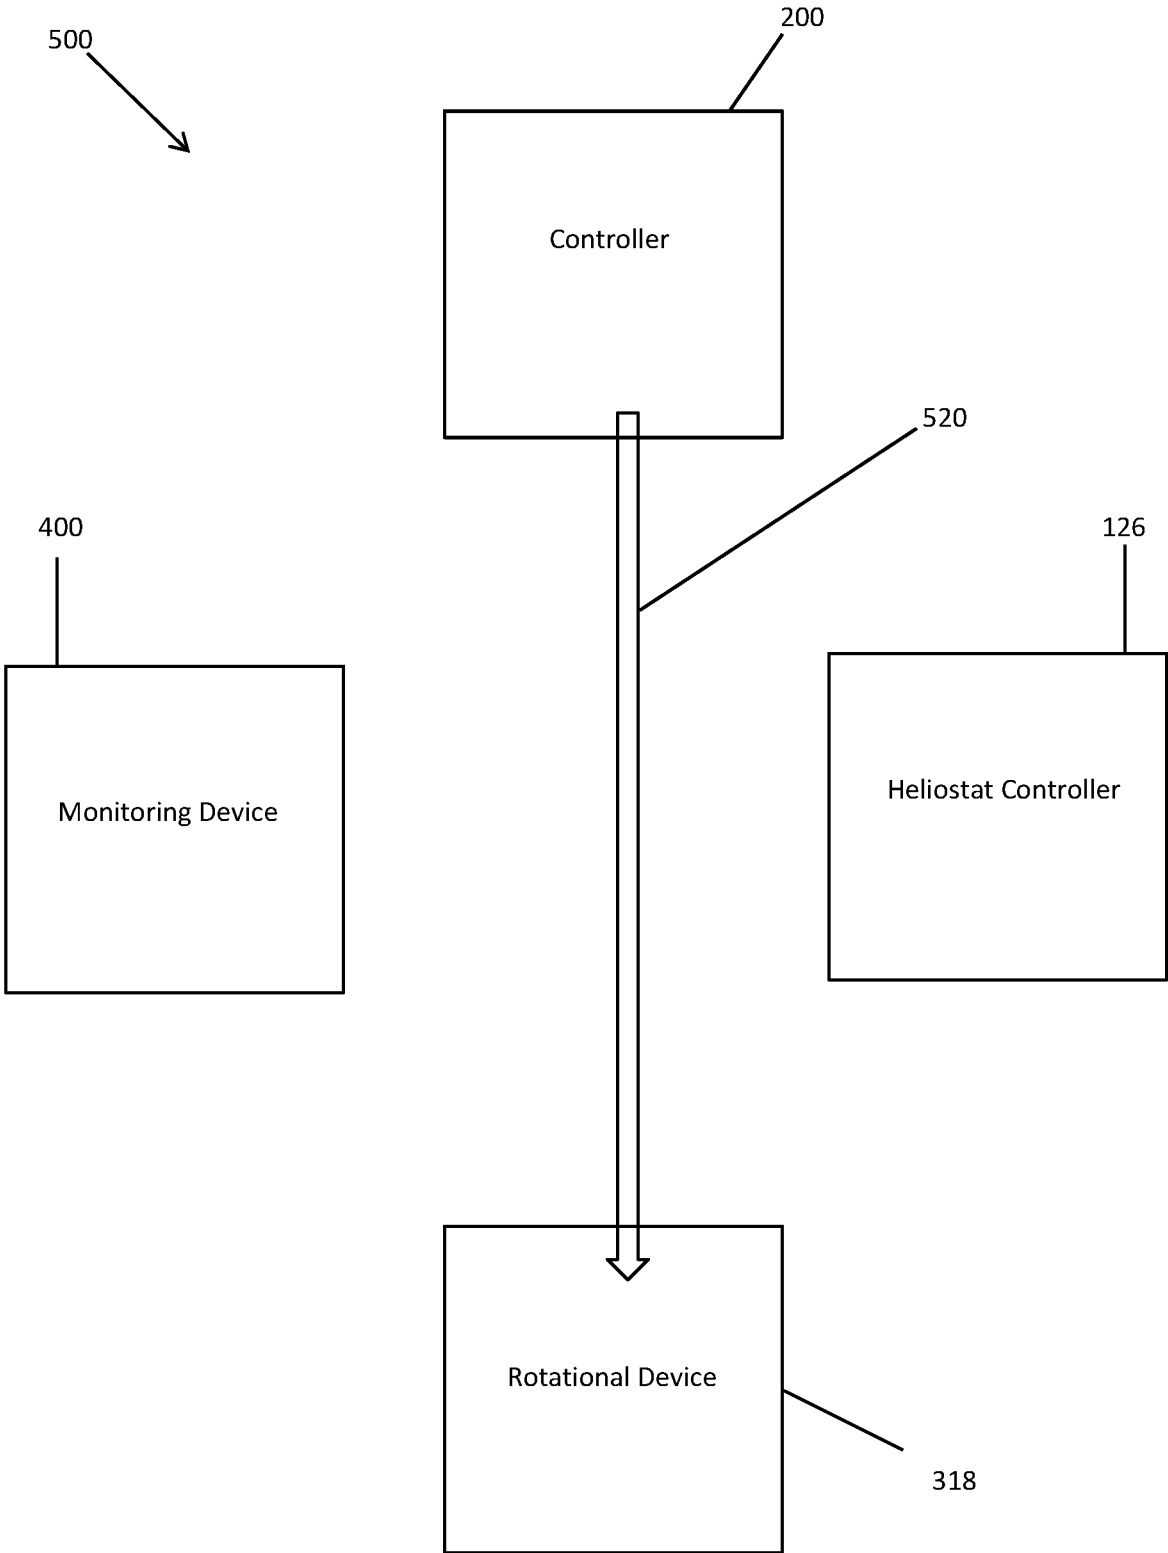 200
500
Controller
520
400
126
Heliostat Controller
Monitoring Device
Rotational Device
318